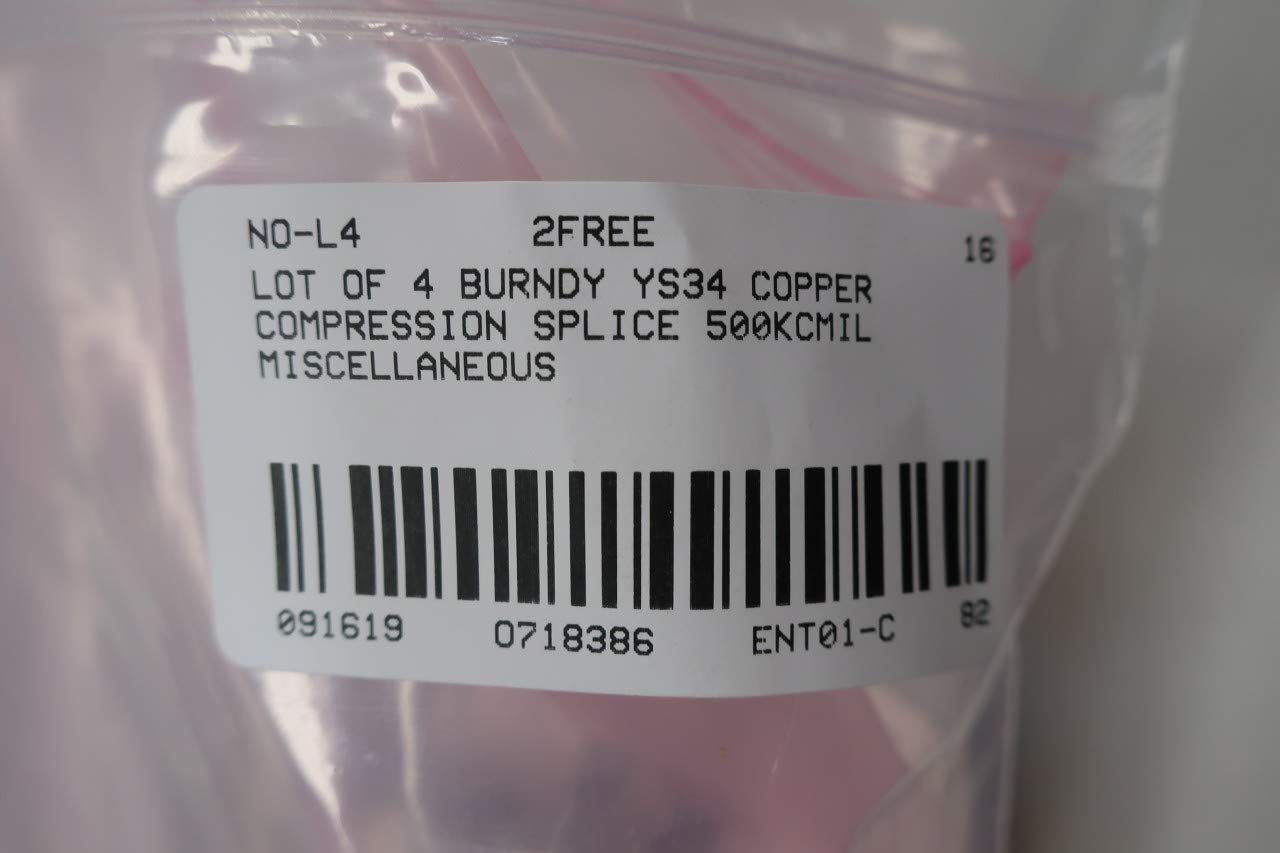 NO-L4 2FREE 16
LOT OF 4 BURNDY YS34 COPPER
COMPRESSION SPLICE 500KCMIL
MISCELLANEOUS
091619 0718386 ENT01-C 82